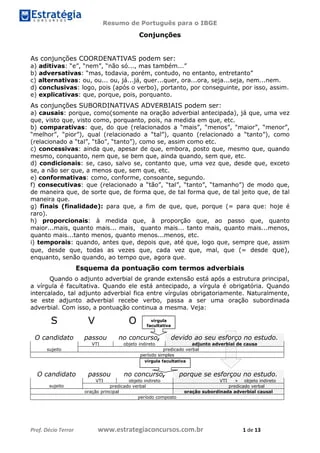 Estratégia
CONCURSOS
Resumo de Português para o IBGE
Conjunções
As conjunções COORDENATIVAS podem ser:
a) aditivas: "e", "nem", "não só..., mas também..."
b) adversativas: "mas, todavia, porém, contudo, no entanto, entretanto"
c) alternativas: ou, ou... ou, já...já, quer...quer, ora...ora, seja...seja, nem...nem.
d) conclusivas: logo, pois (após o verbo), portanto, por conseguinte, por isso, assim.
e) explicativas: que, porque, pois, porquanto.
As conjunções SUBORDINATIVAS ADVERBIAIS podem ser:
a) causais: porque, como(somente na oração adverbial antecipada), já que, uma vez
que, visto que, visto como, porquanto, pois, na medida em que, etc.
b) comparativas: que, do que (relacionados a "mais", "menos", "maior", "menor",
"melhor", "pior"), qual (relacionado a "tal"), quanto (relacionado a "tanto"), como
(relacionado a "tal", "tão", "tanto"), como se, assim como etc.
c) concessivas: ainda que, apesar de que, embora, posto que, mesmo que, quando
mesmo, conquanto, nem que, se bem que, ainda quando, sem que, etc.
d) condicionais: se, caso, salvo se, contanto que, uma vez que, desde que, exceto
se, a não ser que, a menos que, sem que, etc.
e) conformativas: como, conforme, consoante, segundo.
f) consecutivas: que (relacionado a "tão", "tal", "tanto", "tamanho") de modo que,
de maneira que, de sorte que, de forma que, de tal forma que, de tal jeito que, de tal
maneira que.
g) finais (finalidade): para que, a fim de que, que, porque (= para que: hoje é
raro).
h) proporcionais: à medida que, à proporção que, ao passo que, quanto
maior...mais, quanto mais... mais, quanto mais... tanto mais, quanto mais...menos,
quanto mais...tanto menos, quanto menos...menos, etc.
i) temporais: quando, antes que, depois que, até que, logo que, sempre que, assim
que, desde que, todas as vezes que, cada vez que, mal, que (= desde que),
enquanto, senão quando, ao tempo que, agora que.
Esquema da pontuação com termos adverbiais
Quando o adjunto adverbial de grande extensão está após a estrutura principal,
a vírgula é facultativa. Quando ele está antecipado, a vírgula é obrigatória. Quando
intercalado, tal adjunto adverbial fica entre vírgulas obrigatoriamente. Naturalmente,
se este adjunto adverbial recebe verbo, passa a ser uma oração subordinada
adverbial. Com isso, a pontuação continua a mesma. Veja:
S V O vírgula facultativa
O candidato passou no concurso, devido ao seu esforço no estudo.
VTI objeto indireto adjunto adverbial de causa
sujeito predicado verbal
período simples
vírgula facultativa
O candidato passou no concurso, porque se esforçou no estudo.
VTI objeto indireto VTI + objeto indireto
sujeito predicado verbal predicado verbal
oração principal oração subordinada adverbial causal
período composto
Prof. Décio Terror www.estrategiaconcursos.com.br 1 de 13